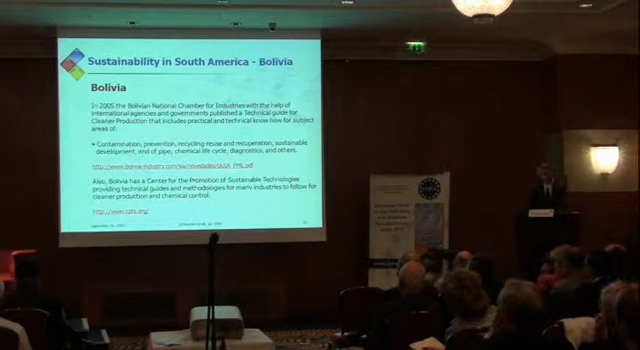 Sustainability in South America - Bolivia
Bolivia
In 2005 the Bolivian National Chamber for Industries with the help of
international agencies and governments published a Technical guide for
Cleaner Production that includes practical and technical know how for subject
areas of:
• Contamination, prevention, recycling-reuse and recuperation, sustainable
development, end of pipe, chemical life cycle, diagnostics, and others.
Also, Bolivia has a Center for the Promotion of Sustainable Technologies
providing technical guides and methodologies for many industries to follow for
cleaner production and chemical control.
http://www.cpts.org/